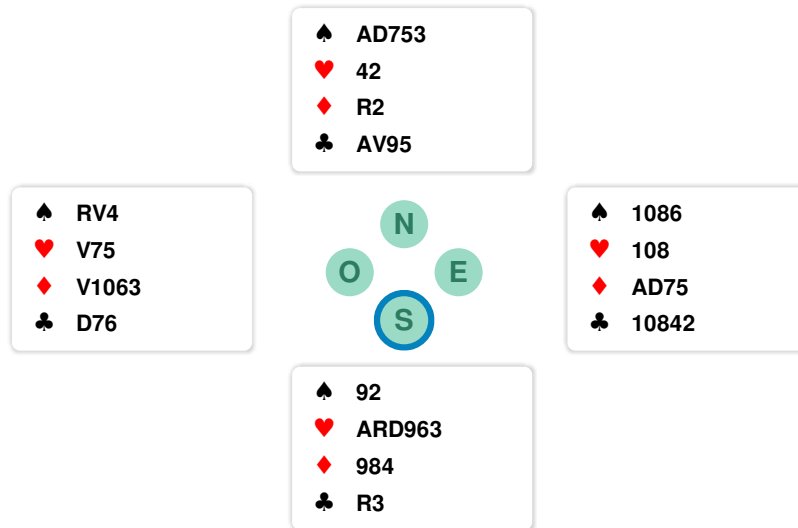 ♠ AD753
♥ 42
♦ R2
♣ AV95
♠ RV4
♥ V75
♦ V1063
♣ D76
N
O E
S
♠ 1086
♥ 108
♦ AD75
♣ 10842
♠ 92
♥ ARD963
♦ 984
♣ R3